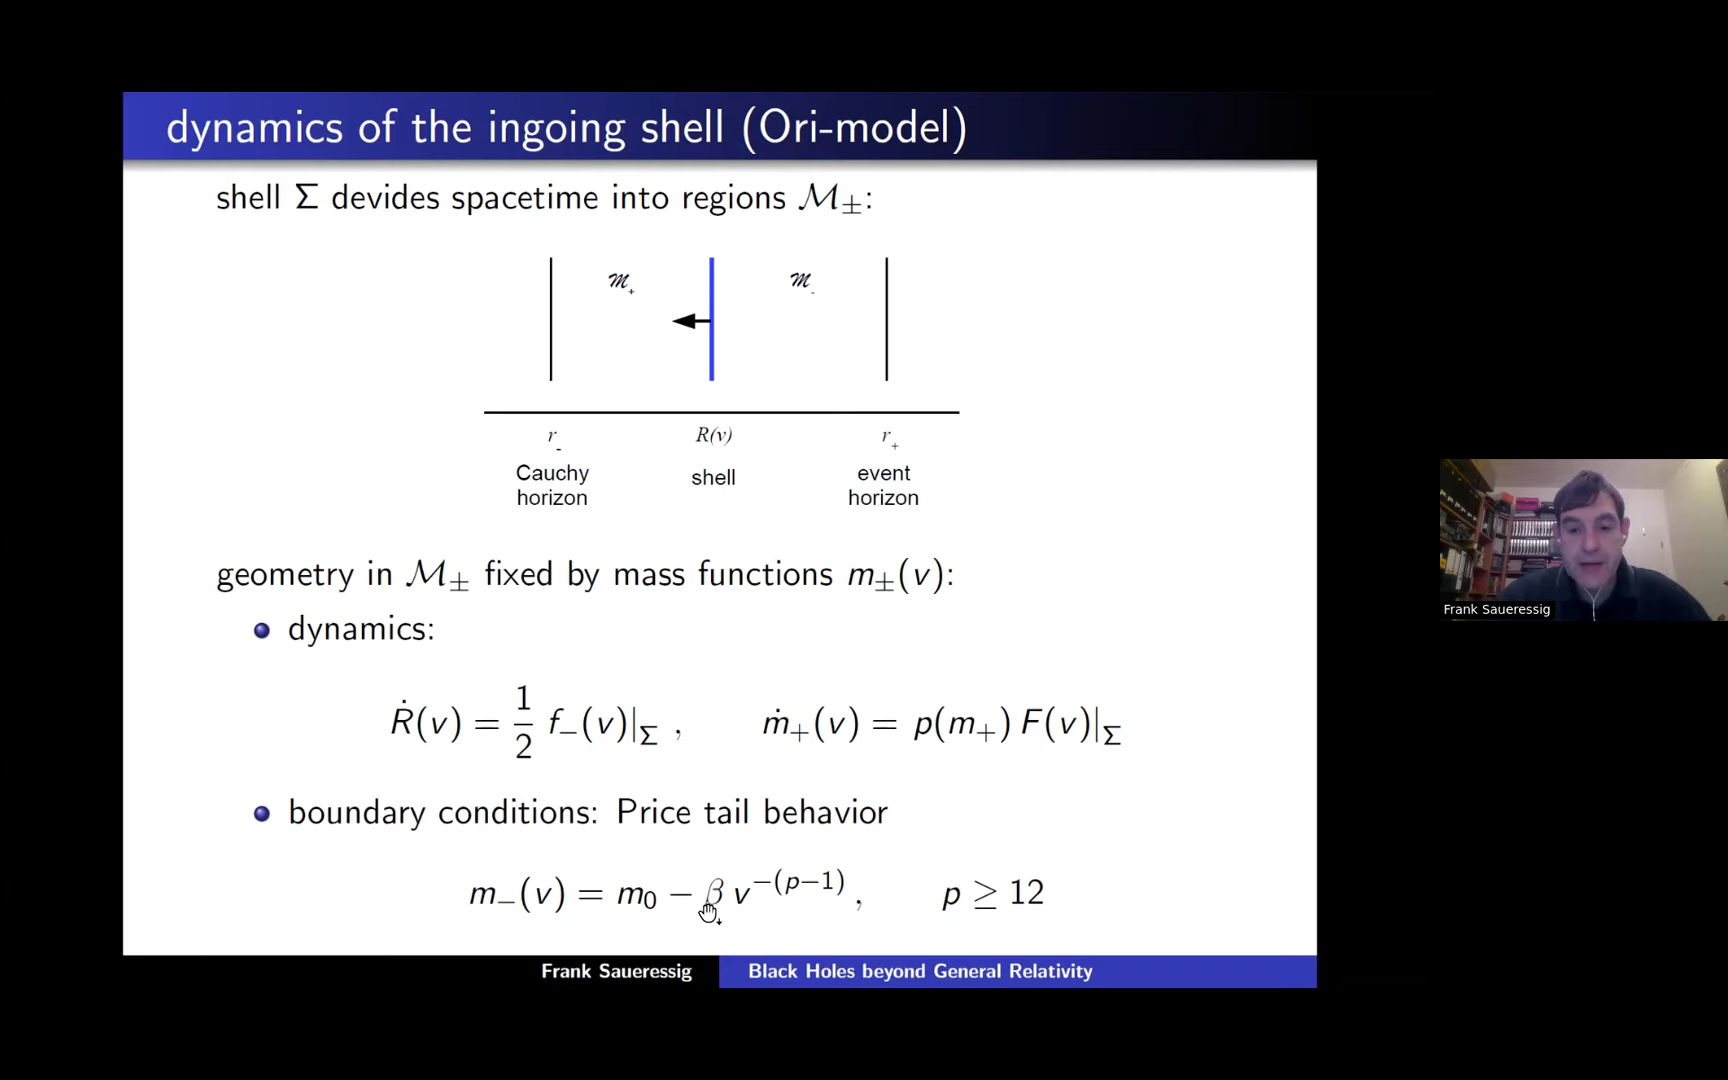 dynamics of the ingoing shell (Ori-model)
shell Σ devides spacetime into regions ℳ±:
ℳ₊ ℳ₋
r₋ R(v) r₊
Cauchy horizon shell event horizon
geometry in ℳ± fixed by mass functions m±(v):
dynamics:
Ṙ(v) = 1/2 f₋(v)|Σ , ṁ₊(v) = p(m₊) F(v)|Σ
boundary conditions: Price tail behavior
m₋(v) = m₀ − β v^−(p−1) , p ≥ 12
Frank Saueressig Black Holes beyond General Relativity
Frank Saueressig